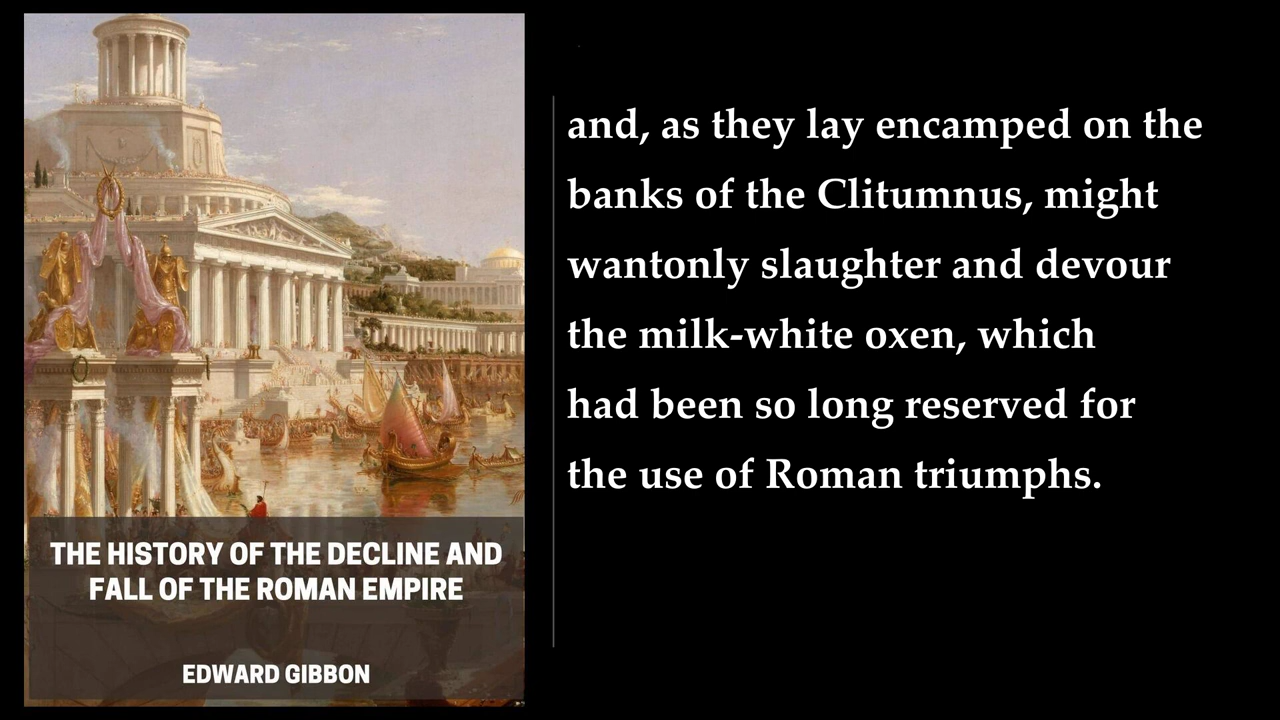 and, as they lay encamped on the
banks of the Clitumnus, might
wantonly slaughter and devour
the milk-white oxen, which
had been so long reserved for
the use of Roman triumphs.
THE HISTORY OF THE DECLINE AND
FALL OF THE ROMAN EMPIRE
EDWARD GIBBON